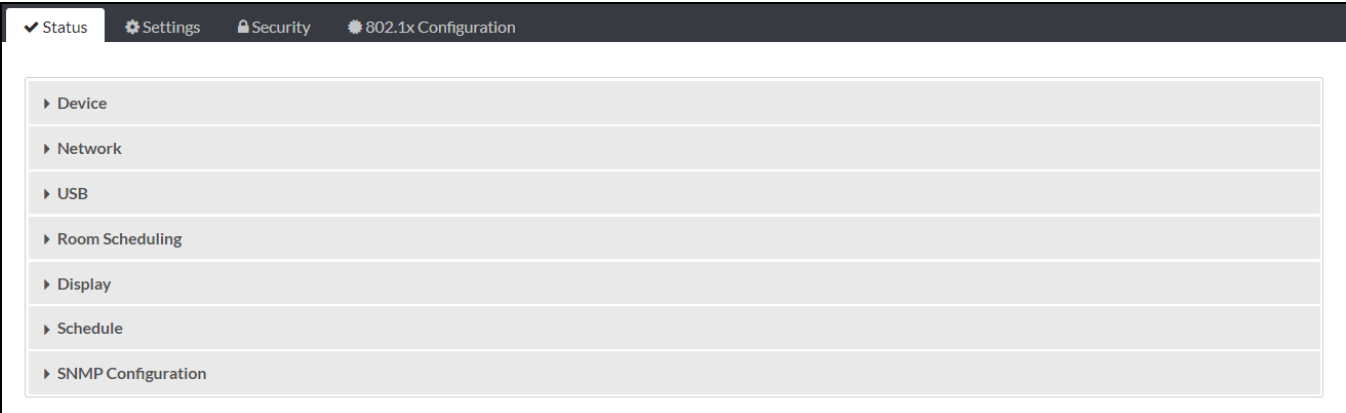 Status Settings Security 802.1x Configuration
Device
Network
USB
Room Scheduling
Display
Schedule
SNMP Configuration